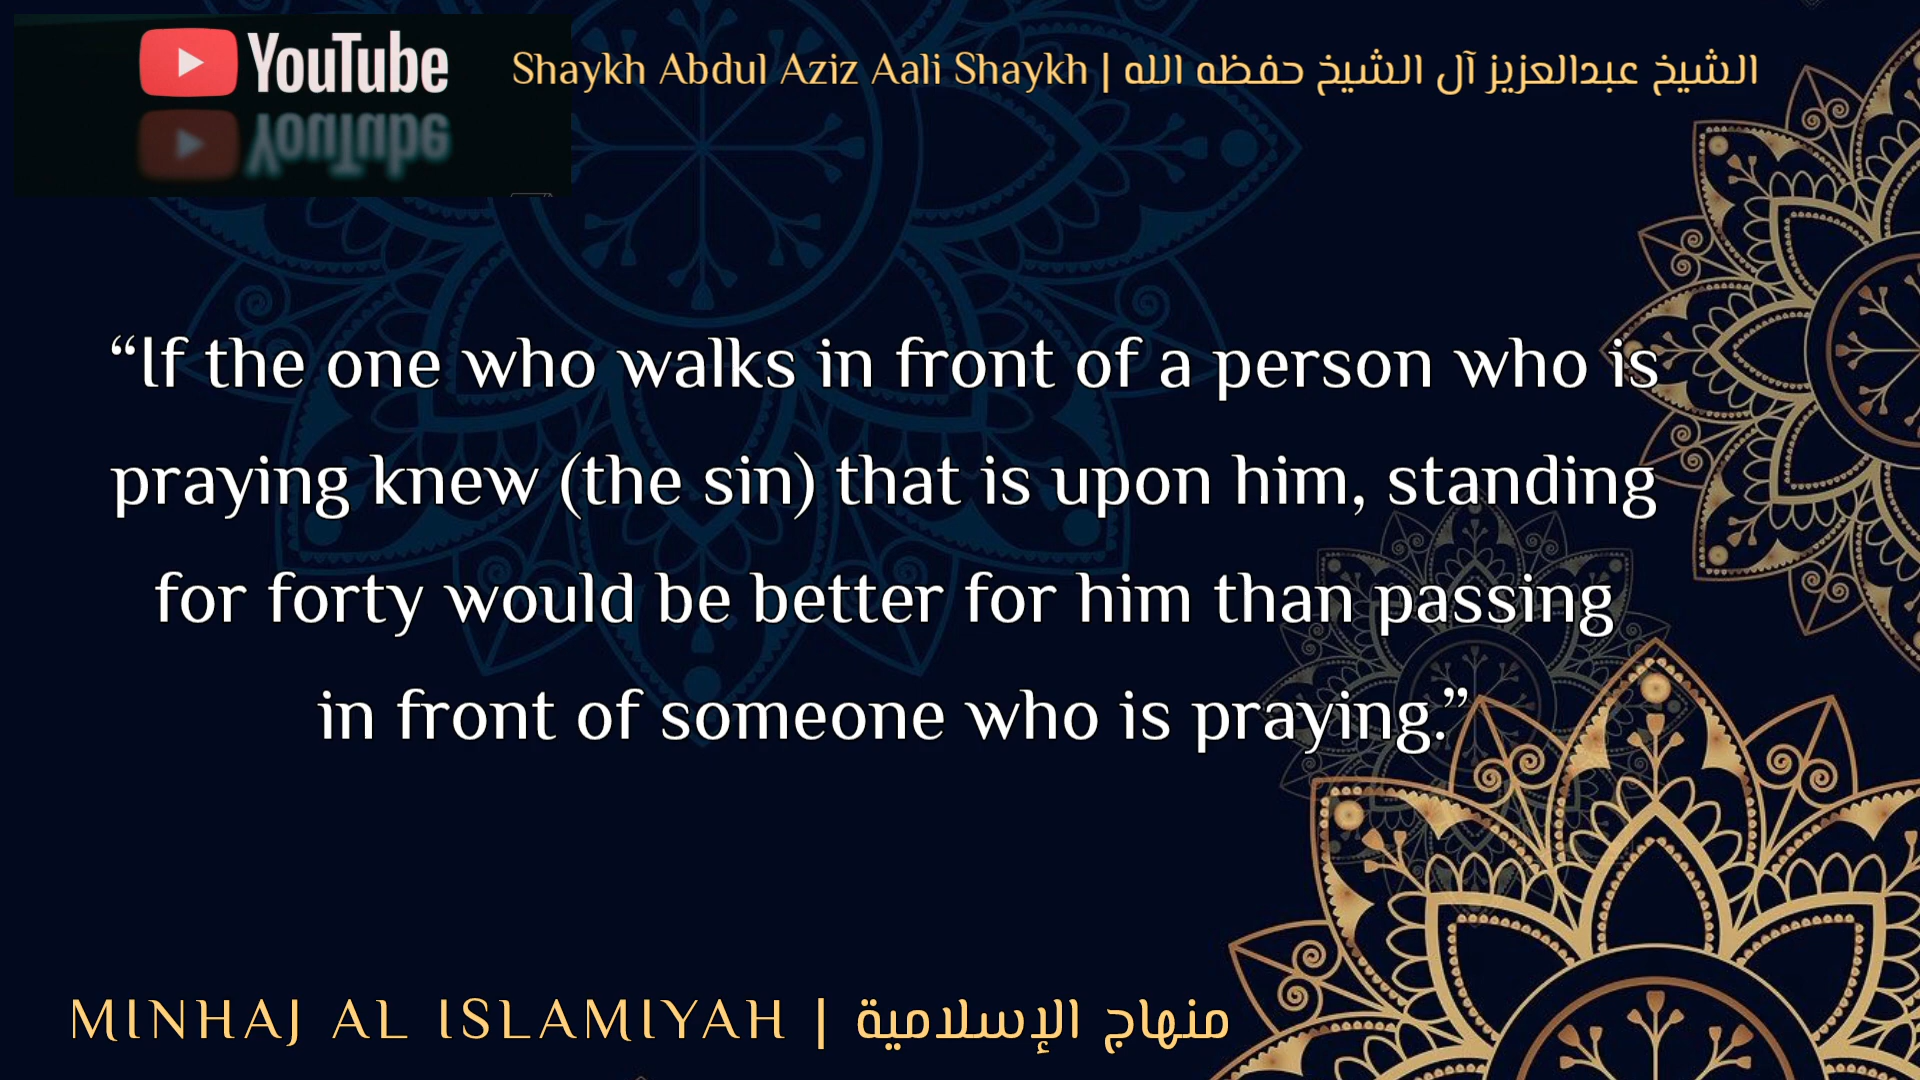 YouTube
Shaykh Abdul Aziz Aali Shaykh | الشيخ عبدالعزيز آل الشيخ حفظه الله
“If the one who walks in front of a person who is
praying knew (the sin) that is upon him, standing
for forty would be better for him than passing
in front of someone who is praying.”
MINHAJ AL ISLAMIYAH | منهاج الإسلامية